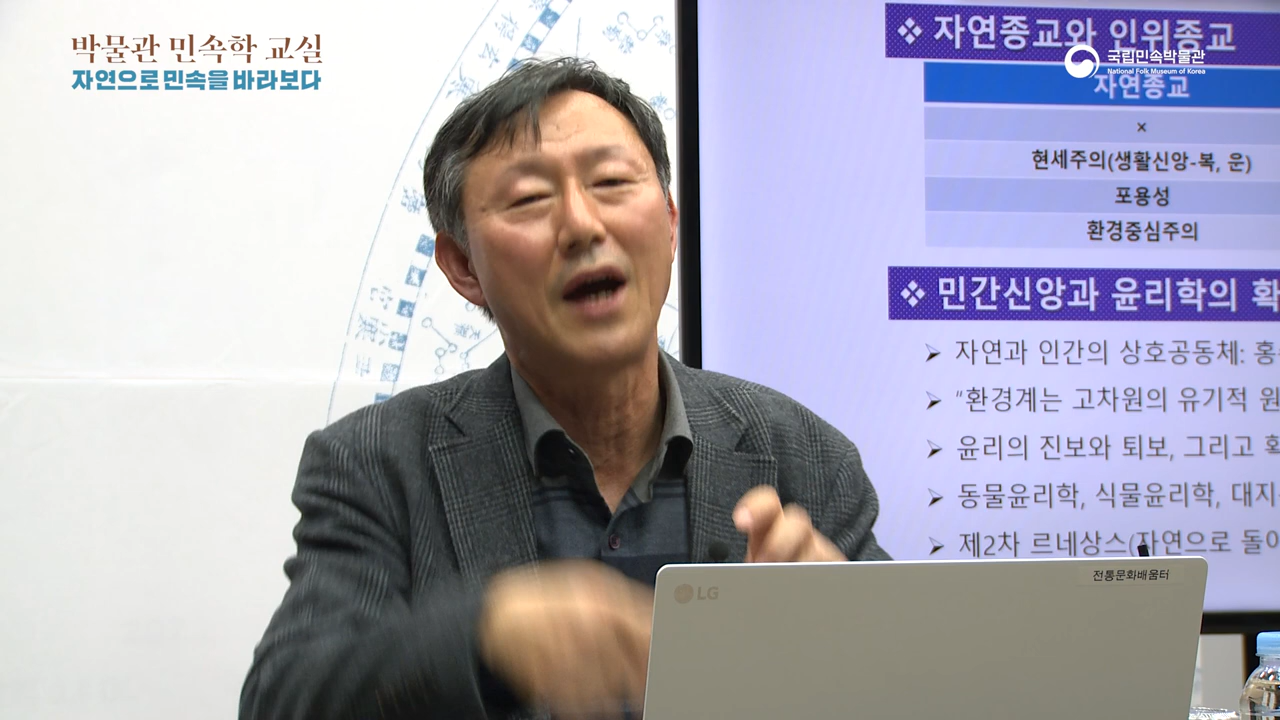 박물관 민속학 교실
자연으로 민속을 바라보다
❖ 자연종교와 인위종교
국립민속박물관
National Folk Museum of Korea
자연종교
×
현세주의(생활신앙-복, 운)
포용성
환경중심주의
❖ 민간신앙과 윤리학의 확
➢ 자연과 인간의 상호공동체: 홍
➢ "환경계는 고차원의 유기적 원
➢ 윤리의 진보와 퇴보, 그리고 확
➢ 동물윤리학, 식물윤리학, 대지
➢ 제2차 르네상스(자연으로 돌아
LG
전통문화배움터